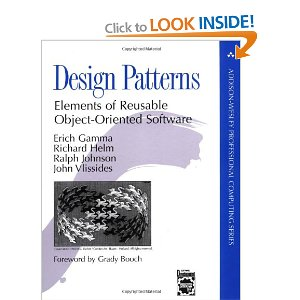 Click to LOOK INSIDE!
Design Patterns
Elements of Reusable
Object-Oriented Software
Erich Gamma
Richard Helm
Ralph Johnson
John Vlissides
Foreword by Grady Booch
ADDISON-WESLEY PROFESSIONAL COMPUTING SERIES